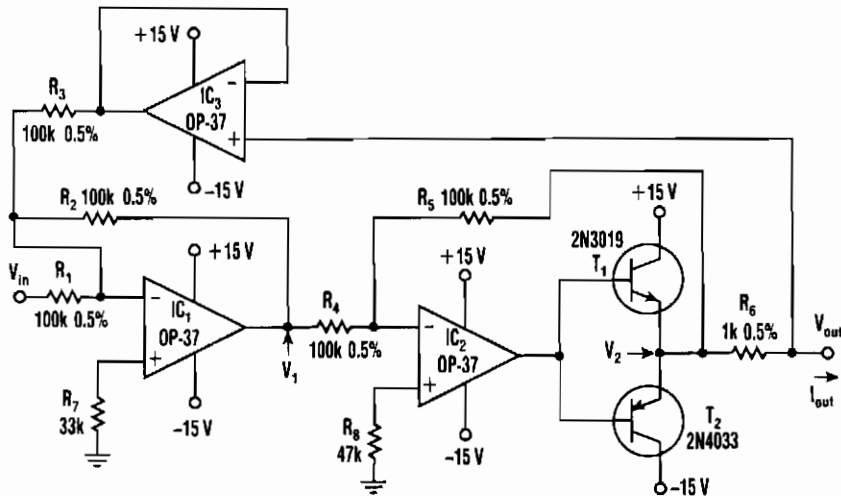 +15 V
R3
IC3
OP-37
−
+
100k 0.5%
−15 V
R2 100k 0.5%
R5 100k 0.5%
+15 V
2N3019
T1
+15 V
+15 V
Vin
R1
−
IC1
OP-37
+
100k 0.5%
R4
100k 0.5%
V1
−
IC2
OP-37
+
R6
1k 0.5%
Vout
V2
Iout
R7
33k
−15 V
R8
47k
−15 V
T2
2N4033
−15 V